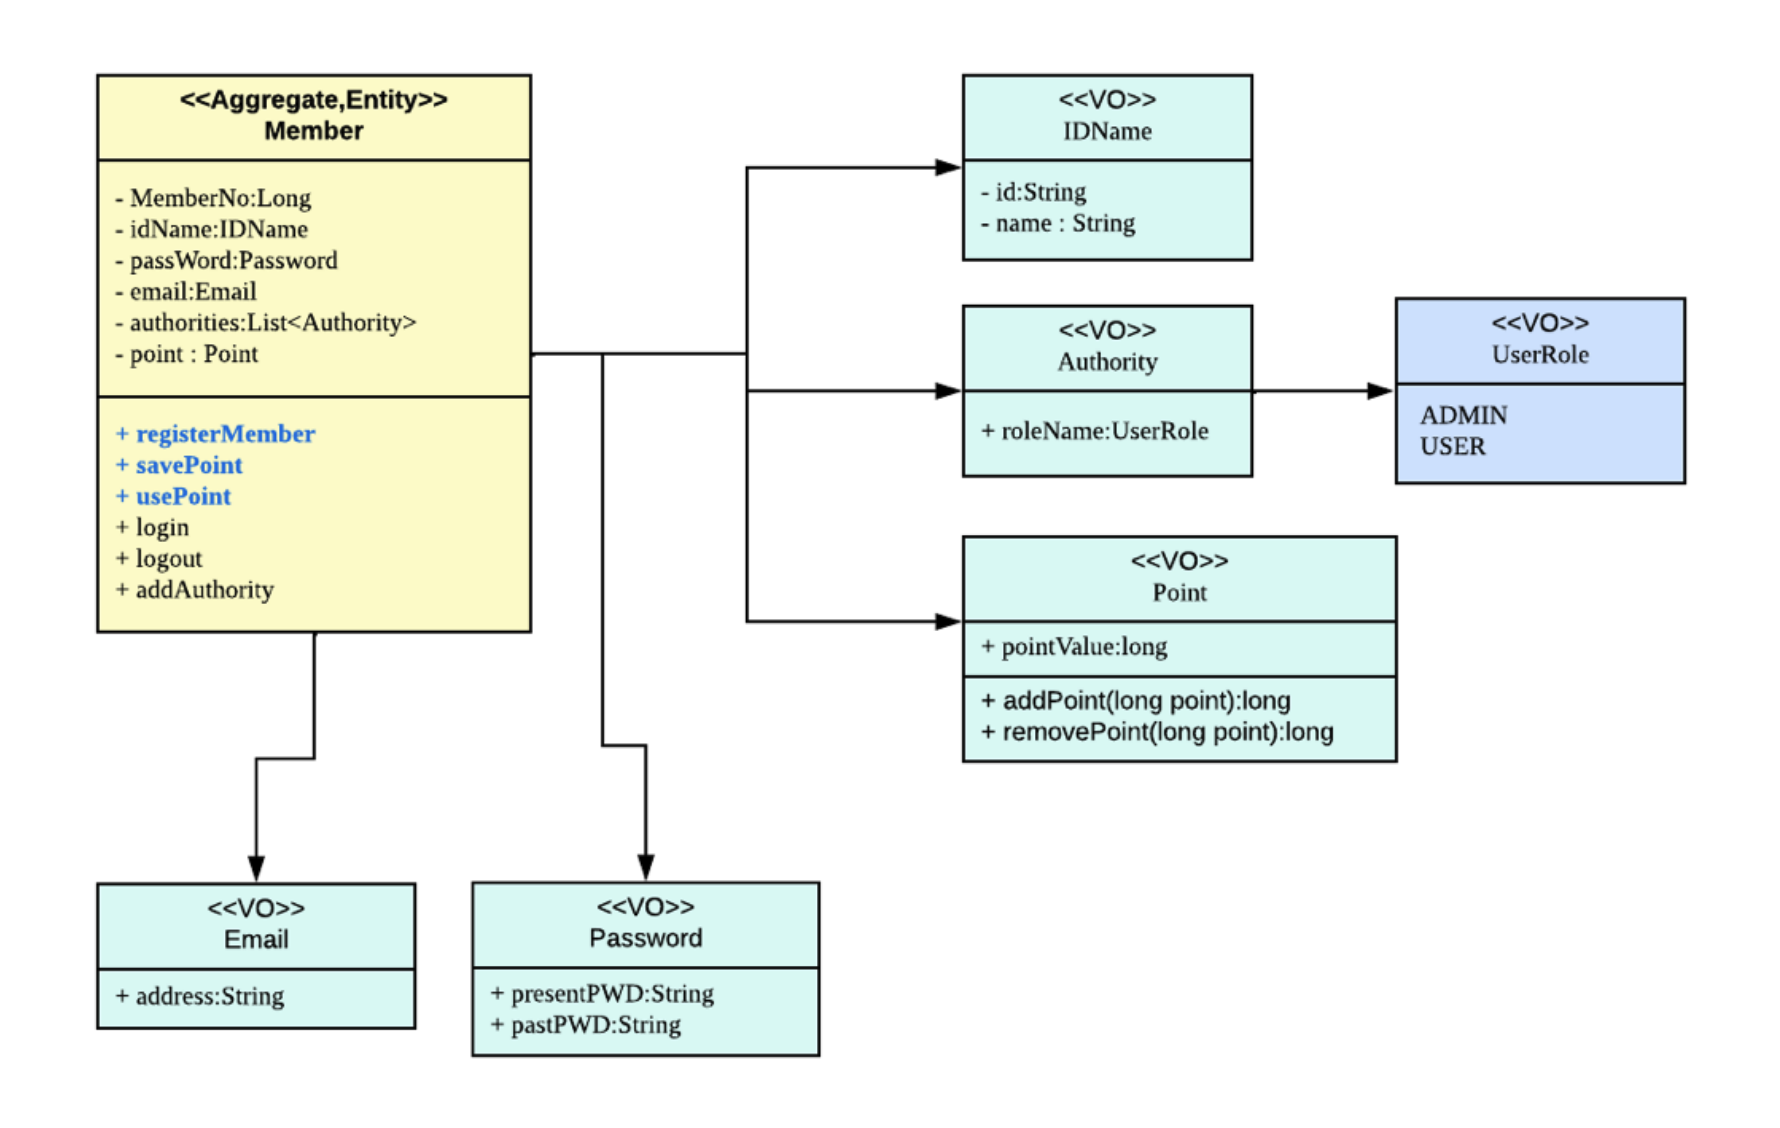 <<Aggregate,Entity>>
Member
- MemberNo:Long
- idName:IDName
- passWord:Password
- email:Email
- authorities:List<Authority>
- point : Point
+ registerMember
+ savePoint
+ usePoint
+ login
+ logout
+ addAuthority
<<VO>>
IDName
- id:String
- name : String
<<VO>>
Authority
+ roleName:UserRole
<<VO>>
UserRole
ADMIN
USER
<<VO>>
Point
+ pointValue:long
+ addPoint(long point):long
+ removePoint(long point):long
<<VO>>
Email
+ address:String
<<VO>>
Password
+ presentPWD:String
+ pastPWD:String